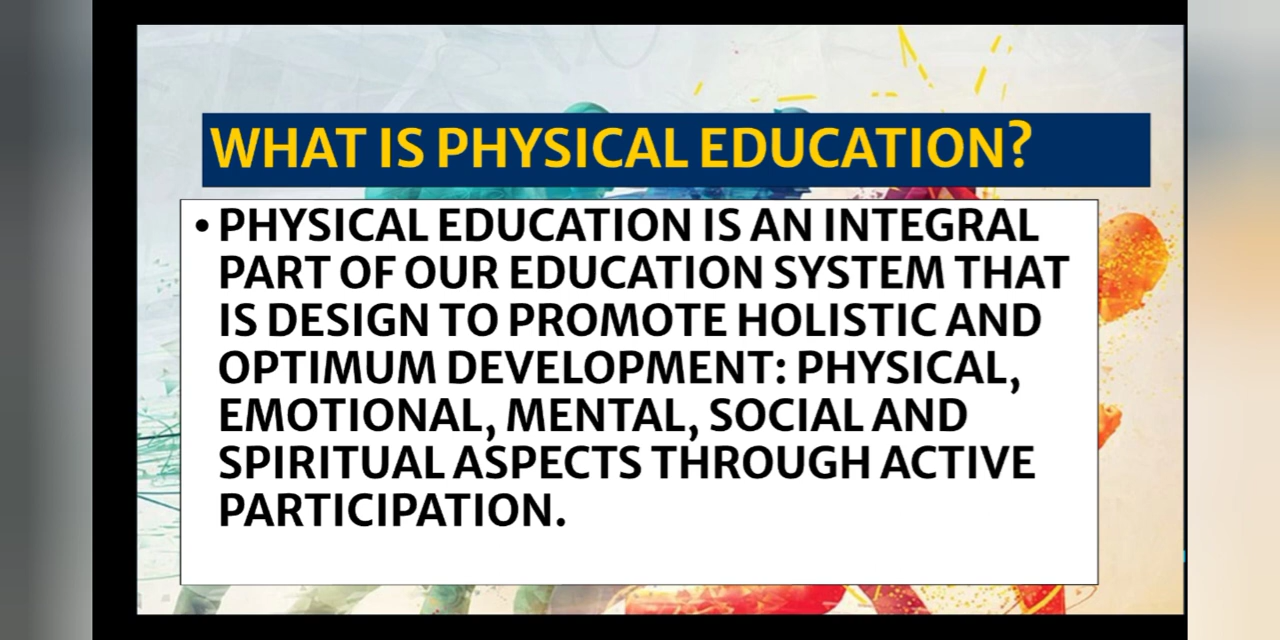 WHAT IS PHYSICAL EDUCATION?
• PHYSICAL EDUCATION IS AN INTEGRAL
PART OF OUR EDUCATION SYSTEM THAT
IS DESIGN TO PROMOTE HOLISTIC AND
OPTIMUM DEVELOPMENT: PHYSICAL,
EMOTIONAL, MENTAL, SOCIAL AND
SPIRITUAL ASPECTS THROUGH ACTIVE
PARTICIPATION.